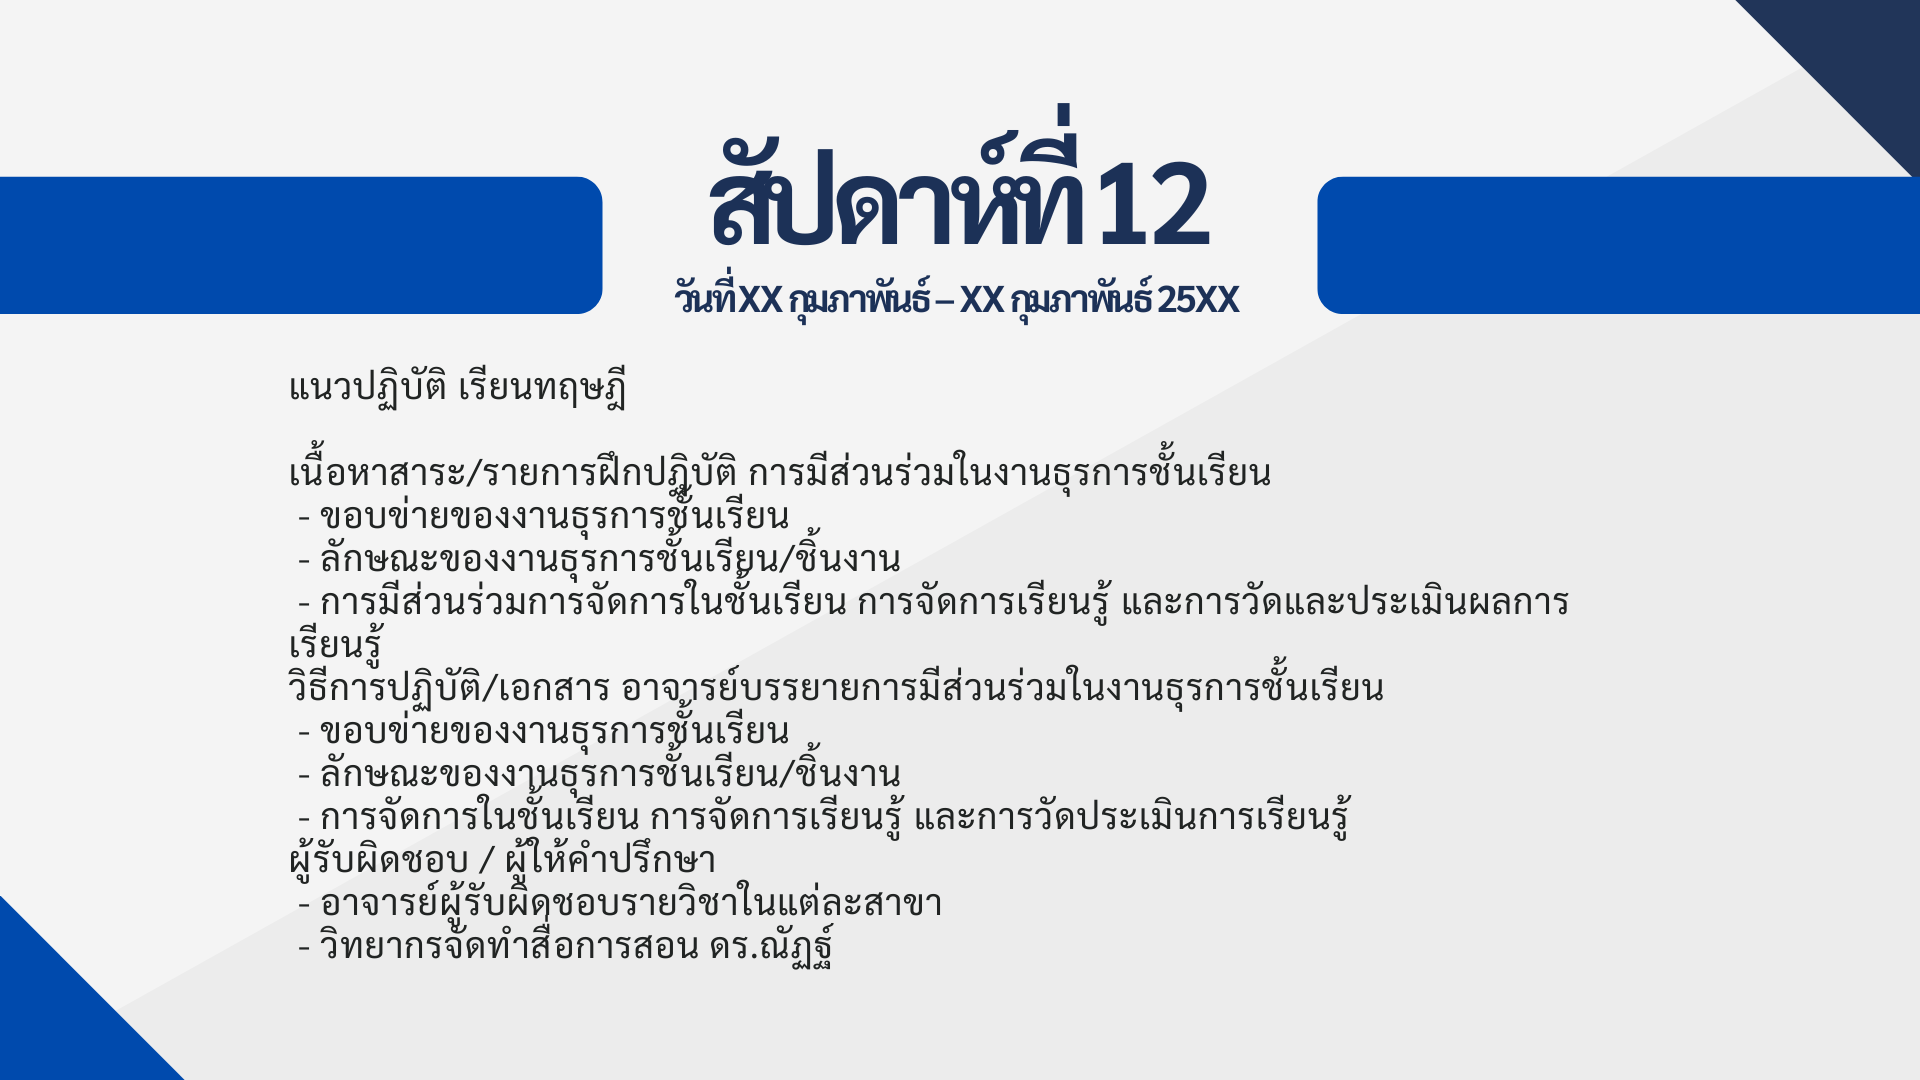 สัปดาห์ที่ 12
วันที่ XX กุมภาพันธ์ – XX กุมภาพันธ์ 25XX
แนวปฏิบัติ เรียนทฤษฎี
เนื้อหาสาระ/รายการฝึกปฏิบัติ การมีส่วนร่วมในงานธุรการชั้นเรียน
- ขอบข่ายของงานธุรการชั้นเรียน
- ลักษณะของงานธุรการชั้นเรียน/ชิ้นงาน
- การมีส่วนร่วมการจัดการในชั้นเรียน การจัดการเรียนรู้ และการวัดและประเมินผลการ
เรียนรู้
วิธีการปฏิบัติ/เอกสาร อาจารย์บรรยายการมีส่วนร่วมในงานธุรการชั้นเรียน
- ขอบข่ายของงานธุรการชั้นเรียน
- ลักษณะของงานธุรการชั้นเรียน/ชิ้นงาน
- การจัดการในชั้นเรียน การจัดการเรียนรู้ และการวัดประเมินการเรียนรู้
ผู้รับผิดชอบ / ผู้ให้คำปรึกษา
- อาจารย์ผู้รับผิดชอบรายวิชาในแต่ละสาขา
- วิทยากรจัดทำสื่อการสอน ดร.ณัฏฐ์